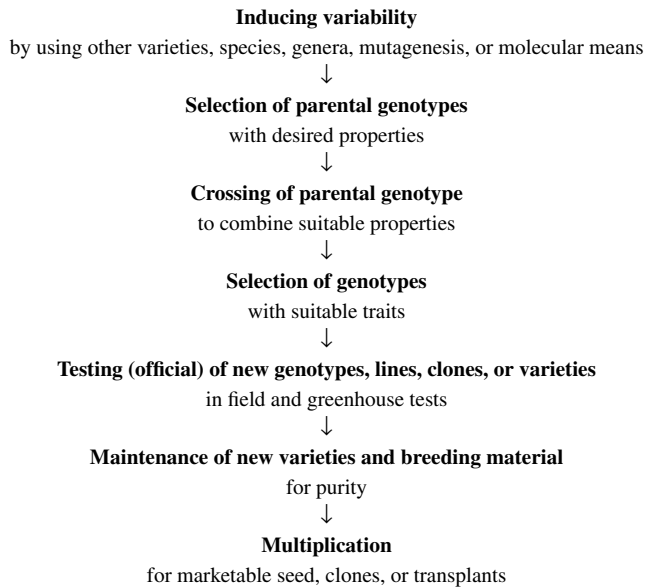 Inducing variability
by using other varieties, species, genera, mutagenesis, or molecular means
↓
Selection of parental genotypes
with desired properties
↓
Crossing of parental genotype
to combine suitable properties
↓
Selection of genotypes
with suitable traits
↓
Testing (official) of new genotypes, lines, clones, or varieties
in field and greenhouse tests
↓
Maintenance of new varieties and breeding material
for purity
↓
Multiplication
for marketable seed, clones, or transplants